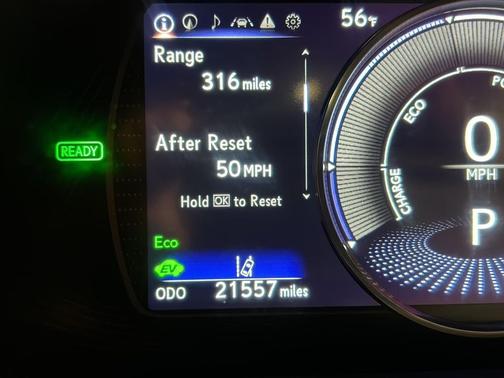 56°F
Range
316 miles
After Reset
50 MPH
Hold OK to Reset
READY
Eco
EV
ODO 21557 miles
ECO
CHARGE
0
MPH
P